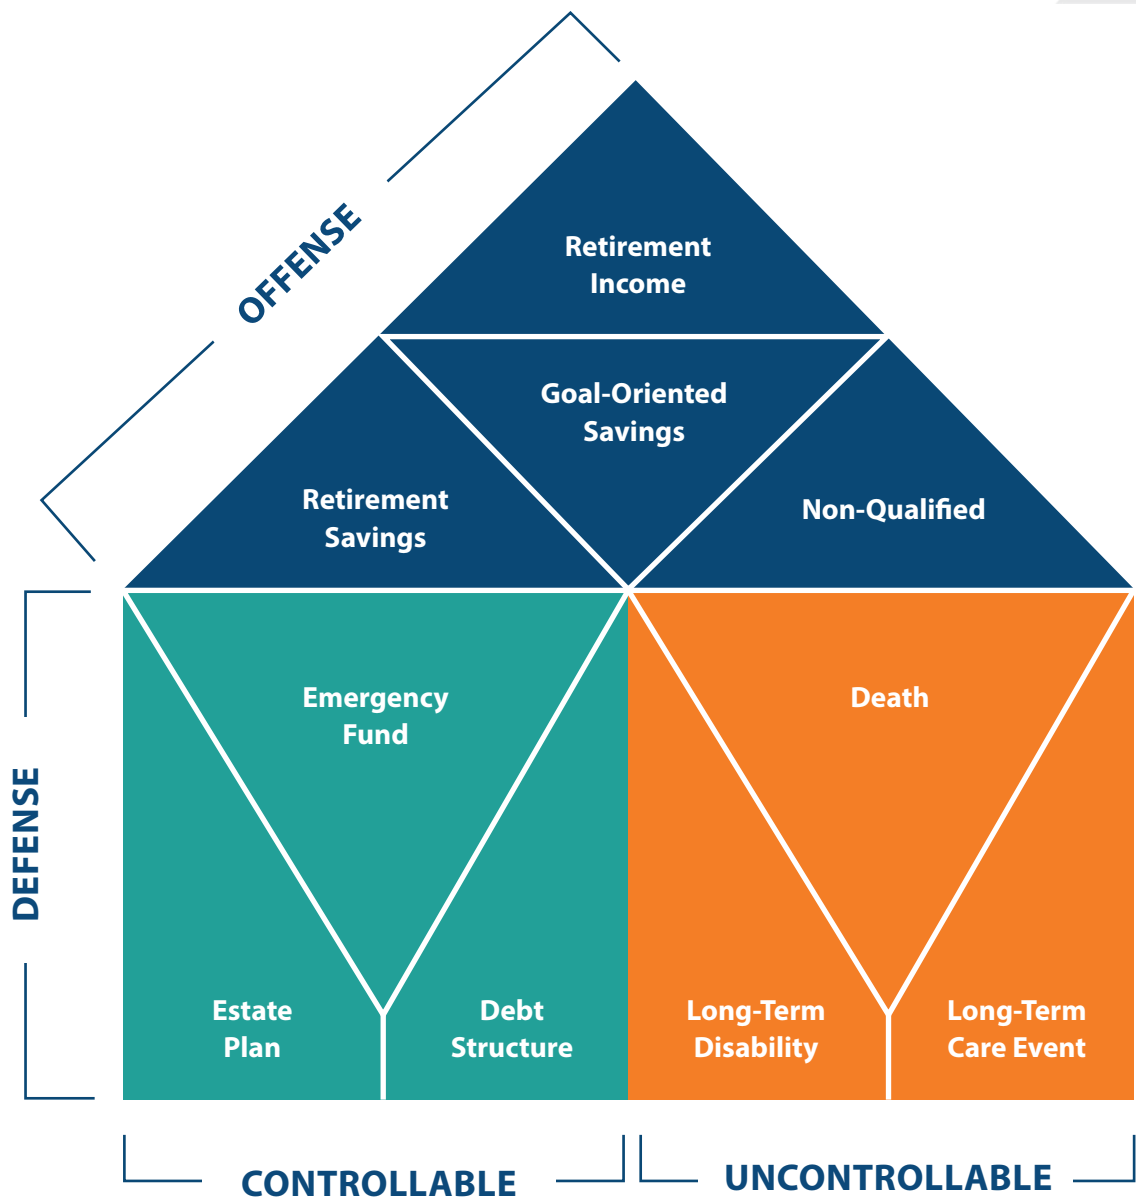 OFFENSE
Retirement
Income
Goal-Oriented
Savings
Retirement
Savings
Non-Qualified
DEFENSE
Emergency
Fund
Death
Estate
Plan
Debt
Structure
Long-Term
Disability
Long-Term
Care Event
CONTROLLABLE
UNCONTROLLABLE